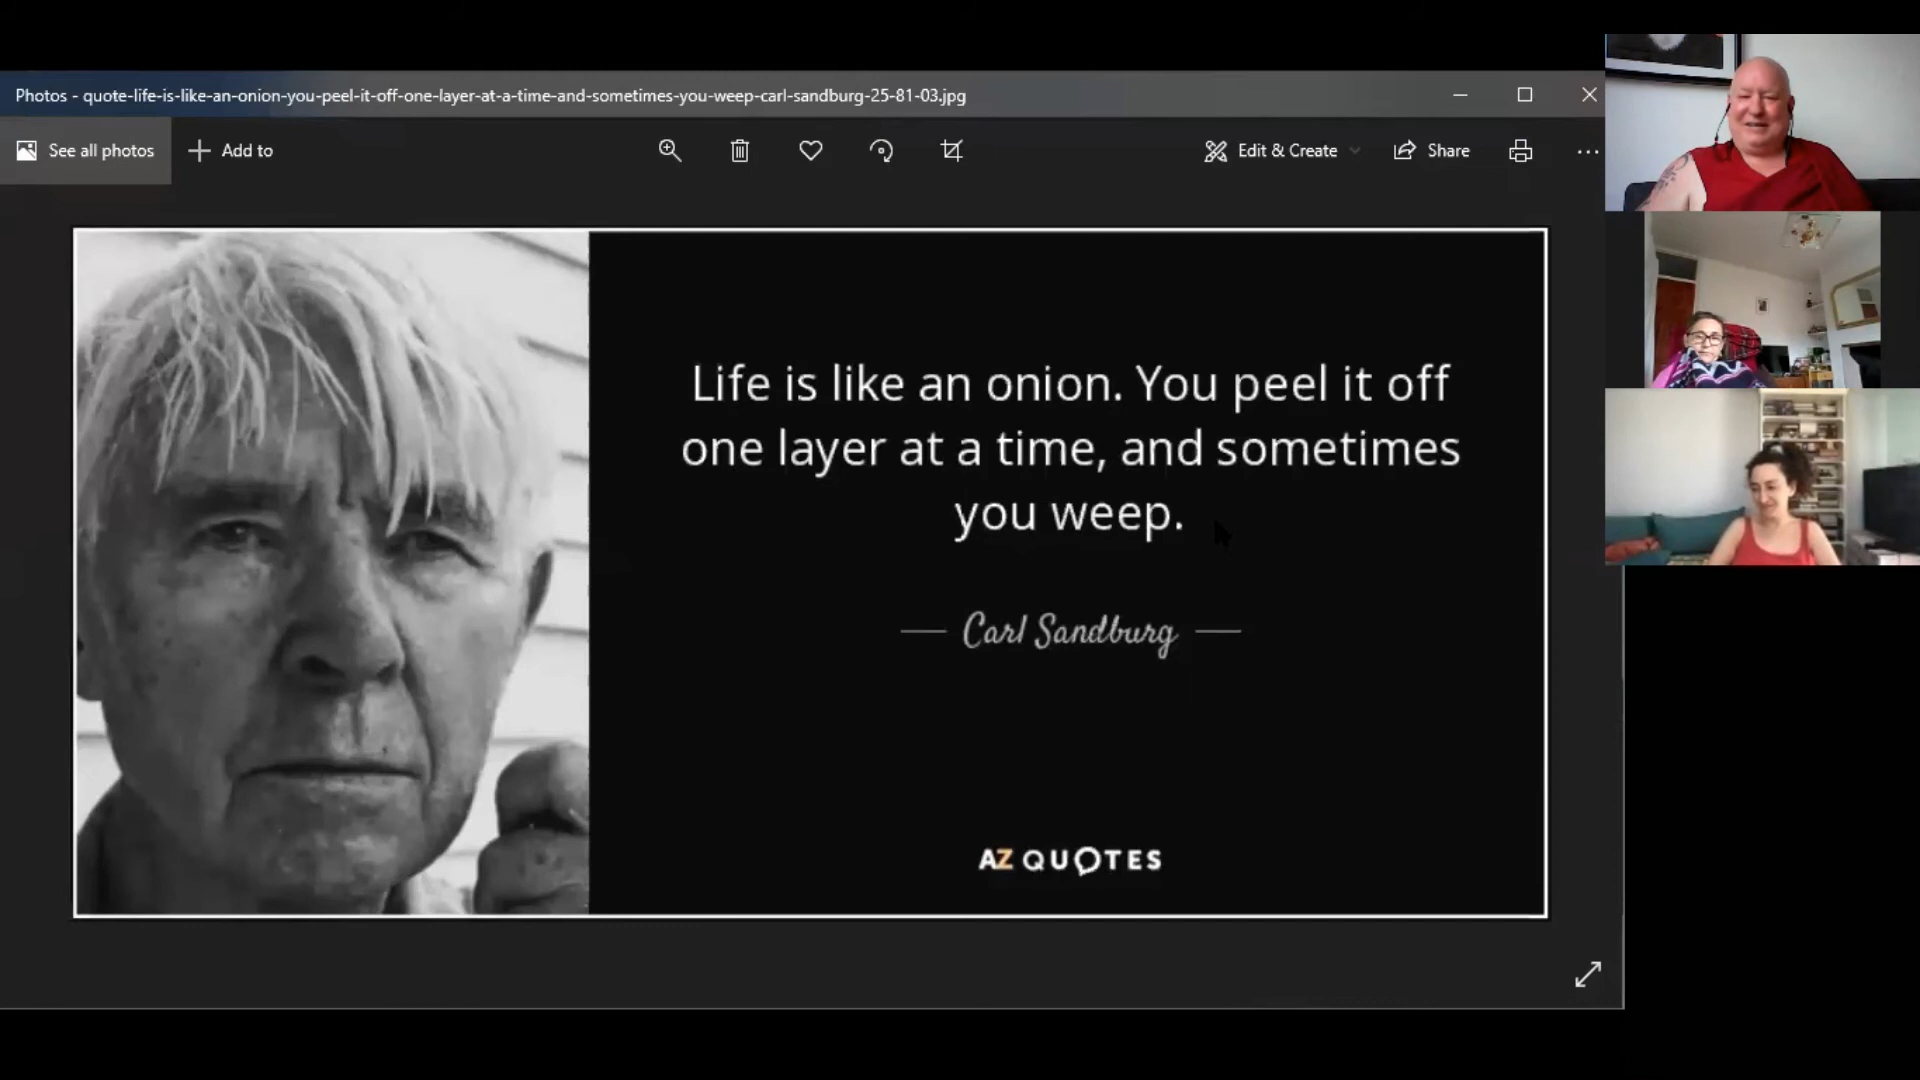 Photos - quote-life-is-like-an-onion-you-peel-it-off-one-layer-at-a-time-and-sometimes-you-weep-carl-sandburg-25-81-03.jpg
See all photos
Add to
Edit & Create
Share
Life is like an onion. You peel it off
one layer at a time, and sometimes
you weep.
Carl Sandburg
AZ QUOTES